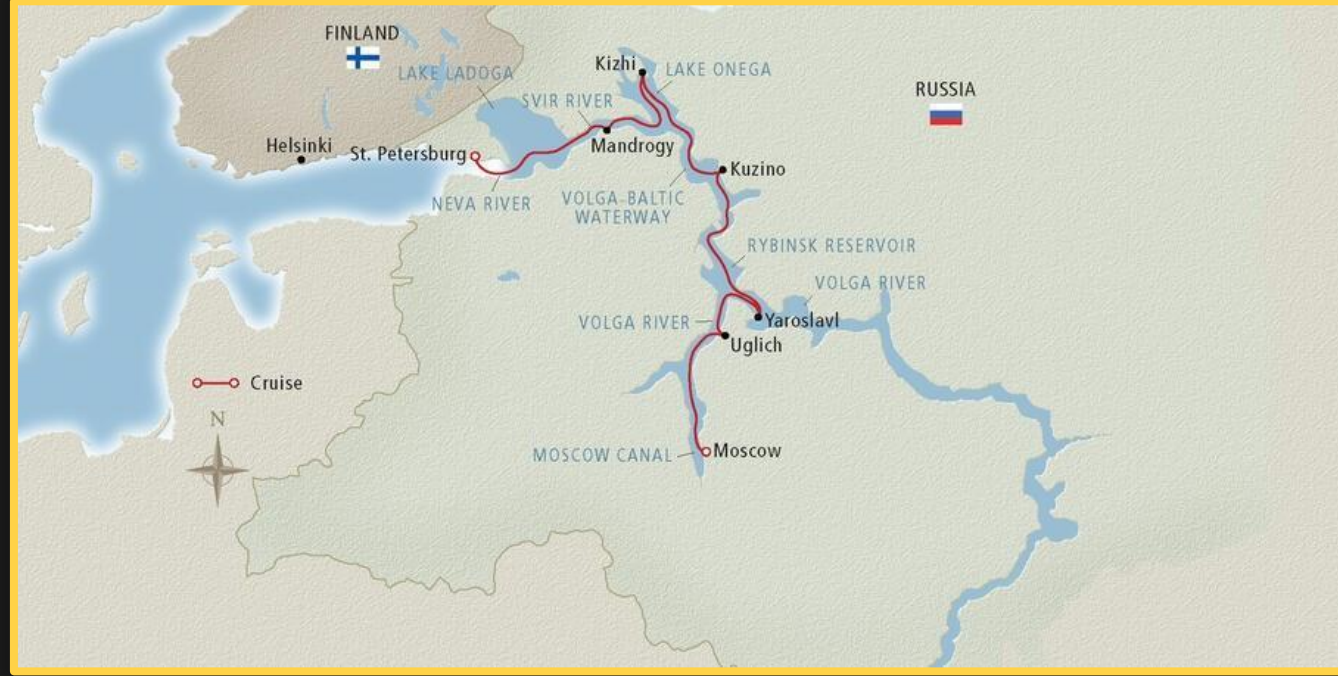 FINLAND
Kizhi
LAKE ONEGA
LAKE LADOGA
RUSSIA
SVIR RIVER
Helsinki
St. Petersburg
Mandrogy
Kuzino
NEVA RIVER
VOLGA-BALTIC
WATERWAY
RYBINSK RESERVOIR
VOLGA RIVER
VOLGA RIVER
Yaroslavl
Uglich
Cruise
N
MOSCOW CANAL
Moscow